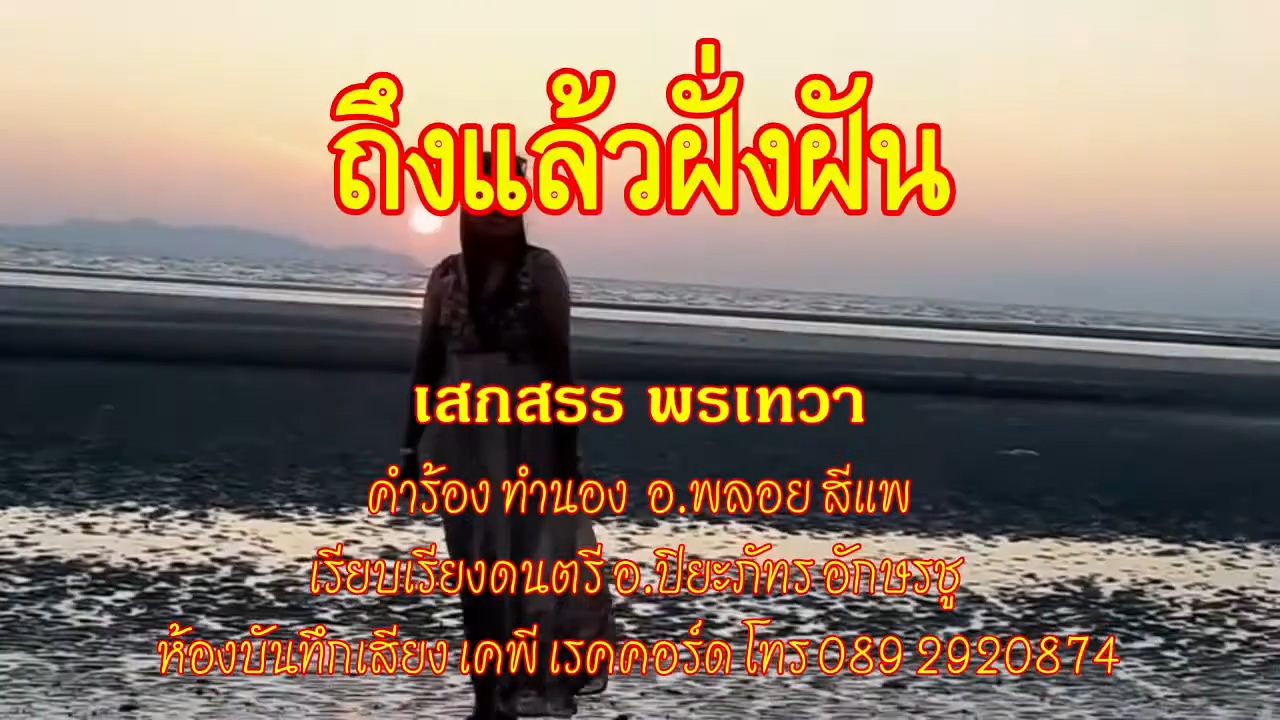 ถึงแล้วฝั่งฝัน
เสกสรร พรเทวา
คำร้อง ทำนอง อ.พลอย สีแพ
เรียบเรียงดนตรี อ.ปิยะภัทร อักษรชู
ห้องบันทึกเสียง เคพี เรคคอร์ด โทร 089 2920874